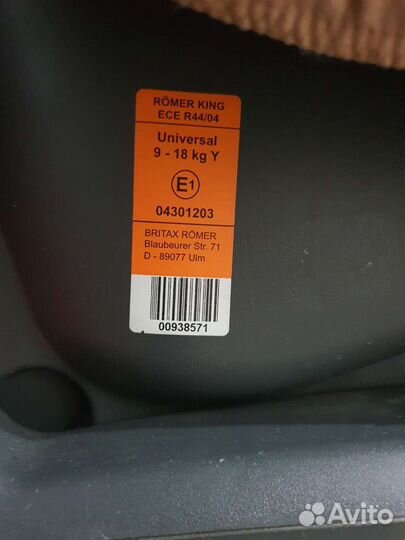 RÖMER KING
ECE R44/04
Universal
9 - 18 kg Y
E1
04301203
BRITAX RÖMER
Blaubeurer Str. 71
D - 89077 Ulm
00938571
Avito